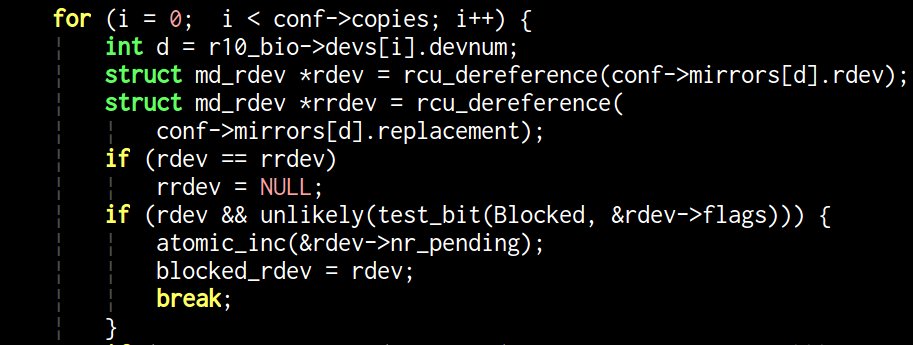 for (i = 0;  i < conf->copies; i++) {
int d = r10_bio->devs[i].devnum;
struct md_rdev *rdev = rcu_dereference(conf->mirrors[d].rdev);
struct md_rdev *rrdev = rcu_dereference(
conf->mirrors[d].replacement);
if (rdev == rrdev)
rrdev = NULL;
if (rdev && unlikely(test_bit(Blocked, &rdev->flags))) {
atomic_inc(&rdev->nr_pending);
blocked_rdev = rdev;
break;
}